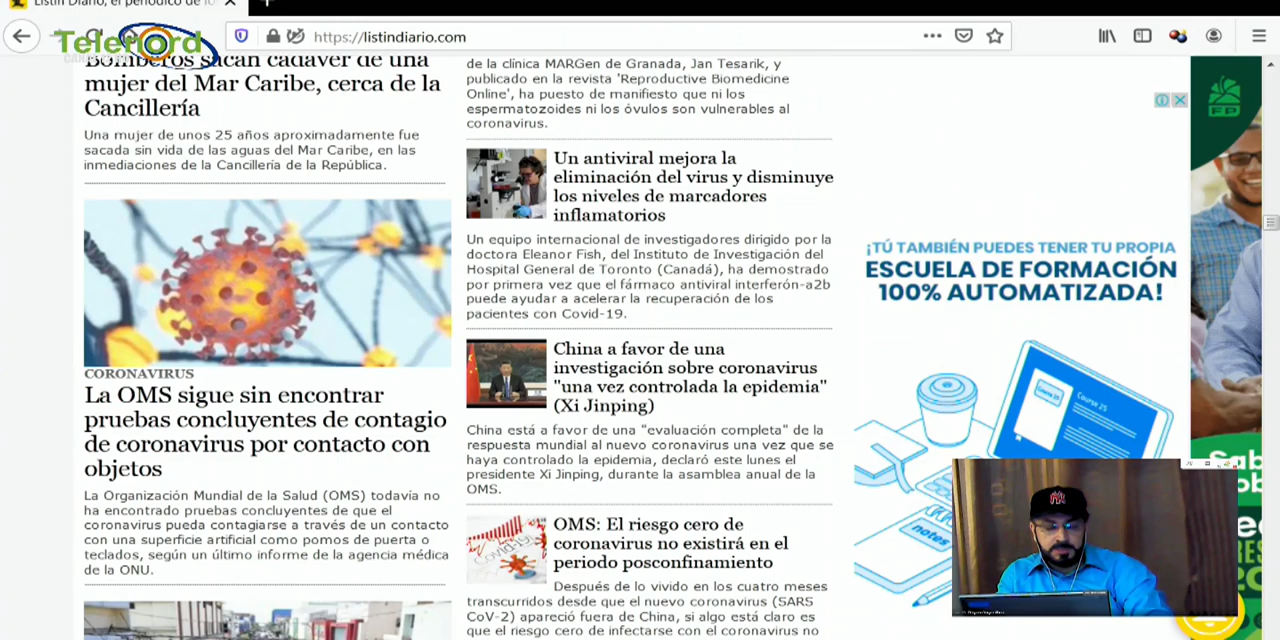 Listín Diario, el periódico de lo
Telenord
https://listindiario.com
Bomberos sacan cadáver de una
mujer del Mar Caribe, cerca de la
Cancillería
Una mujer de unos 25 años aproximadamente fue
sacada sin vida de las aguas del Mar Caribe, en las
inmediaciones de la Cancillería de la República.
CORONAVIRUS
La OMS sigue sin encontrar
pruebas concluyentes de contagio
de coronavirus por contacto con
objetos
La Organización Mundial de la Salud (OMS) todavía no
ha encontrado pruebas concluyentes de que el
coronavirus pueda contagiarse a través de un contacto
con una superficie artificial como pomos de puerta o
teclados, según un último informe de la agencia médica
de la ONU.
de la clínica MARGen de Granada, Jan Tesarik, y
publicado en la revista 'Reproductive Biomedicine
Online', ha puesto de manifiesto que ni los
espermatozoides ni los óvulos son vulnerables al
coronavirus.
Un antiviral mejora la
eliminación del virus y disminuye
los niveles de marcadores
inflamatorios
Un equipo internacional de investigadores dirigido por la
doctora Eleanor Fish, del Instituto de Investigación del
Hospital General de Toronto (Canadá), ha demostrado
por primera vez que el fármaco antiviral interferón-a2b
puede ayudar a acelerar la recuperación de los
pacientes con Covid-19.
China a favor de una
investigación sobre coronavirus
"una vez controlada la epidemia"
(Xi Jinping)
China está a favor de una "evaluación completa" de la
respuesta mundial al nuevo coronavirus una vez que se
haya controlado la epidemia, declaró este lunes el
presidente Xi Jinping, durante la asamblea anual de la
OMS.
OMS: El riesgo cero de
coronavirus no existirá en el
periodo posconfinamiento
Después de lo vivido en los cuatro meses
transcurridos desde que el nuevo coronavirus (SARS
CoV-2) apareció fuera de China, si algo está claro es
que el riesgo cero de infectarse con el coronavirus no
¡TÚ TAMBIÉN PUEDES TENER TU PROPIA
ESCUELA DE FORMACIÓN
100% AUTOMATIZADA!
Course 25
Course 25
notes
FP